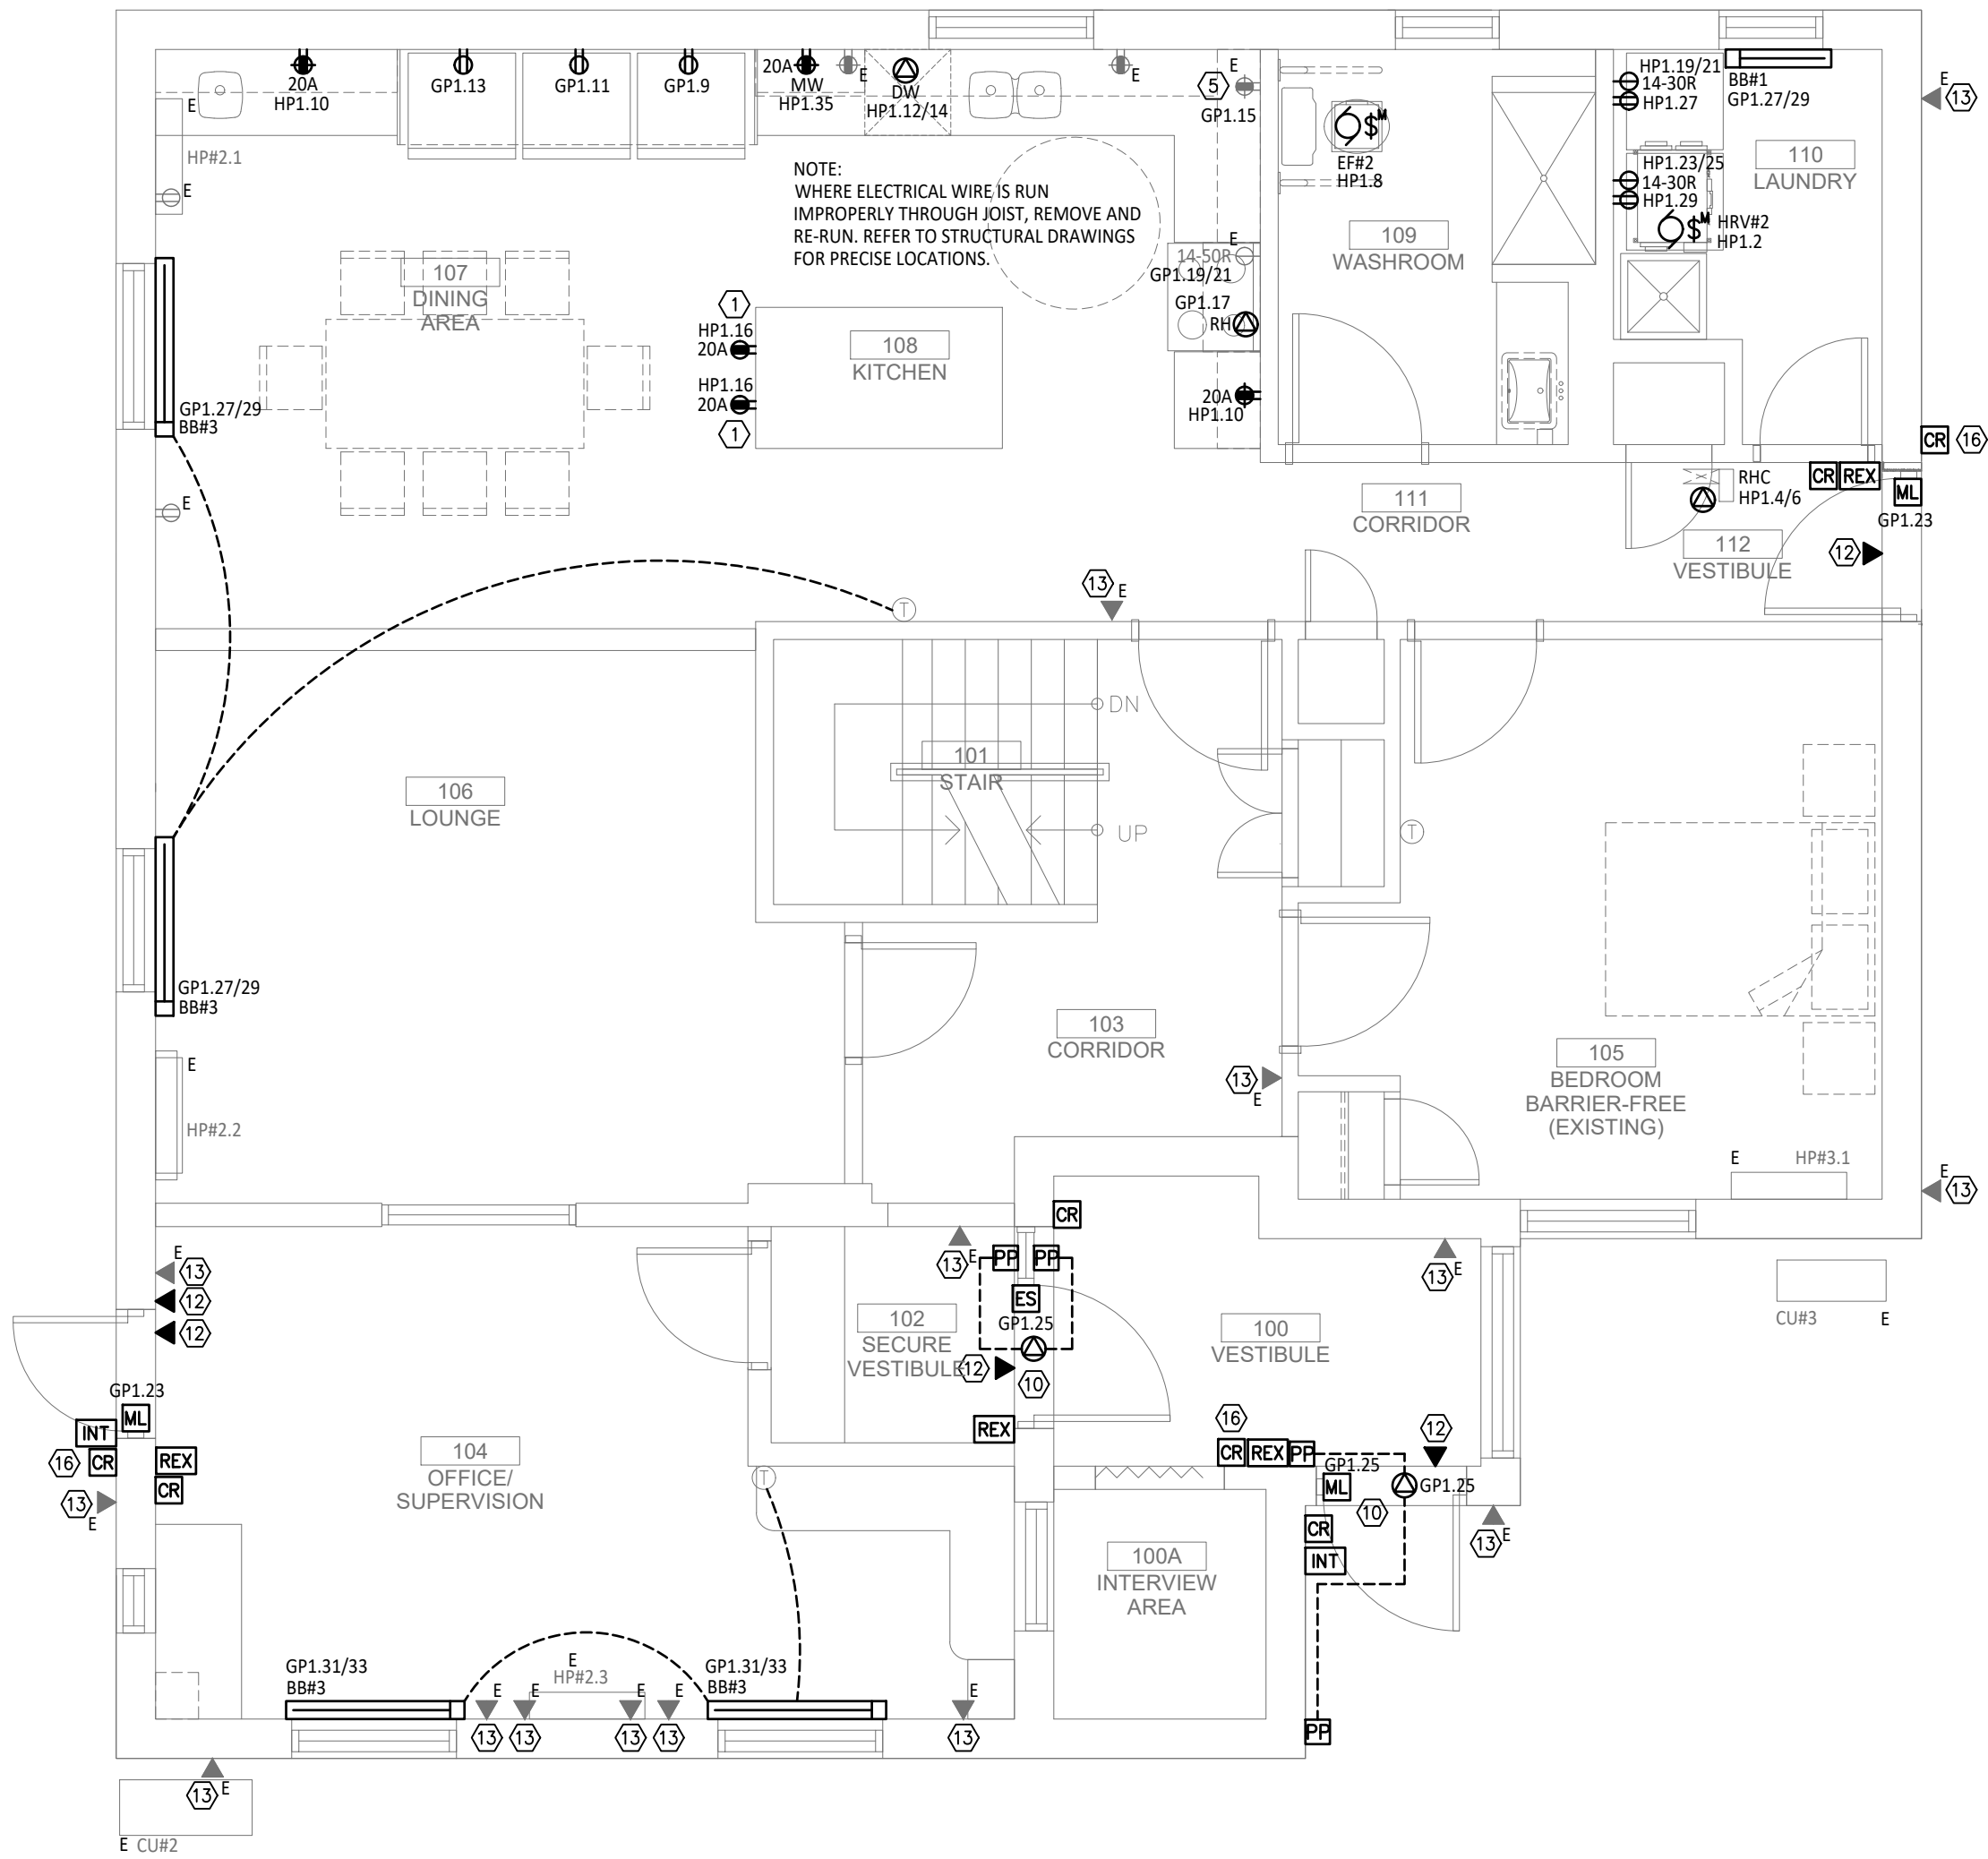 20A
HP1.10
GP1.13
GP1.11
GP1.9
20A
MW
HP1.35
E
DW
HP1.12/14
E
E
5
GP1.15
EF#2
HP1.8
$M
HP1.19/21
14-30R
HP1.27
BB#1
GP1.27/29
E
13
E
HP#2.1
E
NOTE:
WHERE ELECTRICAL WIRE IS RUN
IMPROPERLY THROUGH JOIST, REMOVE AND
RE-RUN. REFER TO STRUCTURAL DRAWINGS
FOR PRECISE LOCATIONS.
HP1.23/25
14-30R
HP1.29
$M
HRV#2
HP1.2
110
LAUNDRY
109
WASHROOM
E
14-50R
GP1.19/21
GP1.17
RH
107
DINING
AREA
1
HP1.16
20A
HP1.16
20A
1
108
KITCHEN
20A
HP1.10
GP1.27/29
BB#3
E
111
CORRIDOR
RHC
HP1.4/6
CR
REX
CR
16
ML
GP1.23
112
VESTIBULE
12
T
13
E
DN
101
STAIR
UP
106
LOUNGE
T
GP1.27/29
BB#3
103
CORRIDOR
E
HP#2.2
13
E
105
BEDROOM
BARRIER-FREE
(EXISTING)
E
HP#3.1
E
13
CR
E
13
12
12
13
E
PP
PP
ES
GP1.25
12
10
102
SECURE
VESTIBULE
100
VESTIBULE
13
E
CU#3
E
GP1.23
ML
INT
16
CR
REX
CR
13
E
104
OFFICE/
SUPERVISION
T
REX
16
CR
REX
PP
12
GP1.25
ML
GP1.25
10
CR
INT
13
E
100A
INTERVIEW
AREA
PP
GP1.31/33
BB#3
E
HP#2.3
GP1.31/33
BB#3
E
E
E
E
E
13
13
13
13
13
13
E
E
CU#2